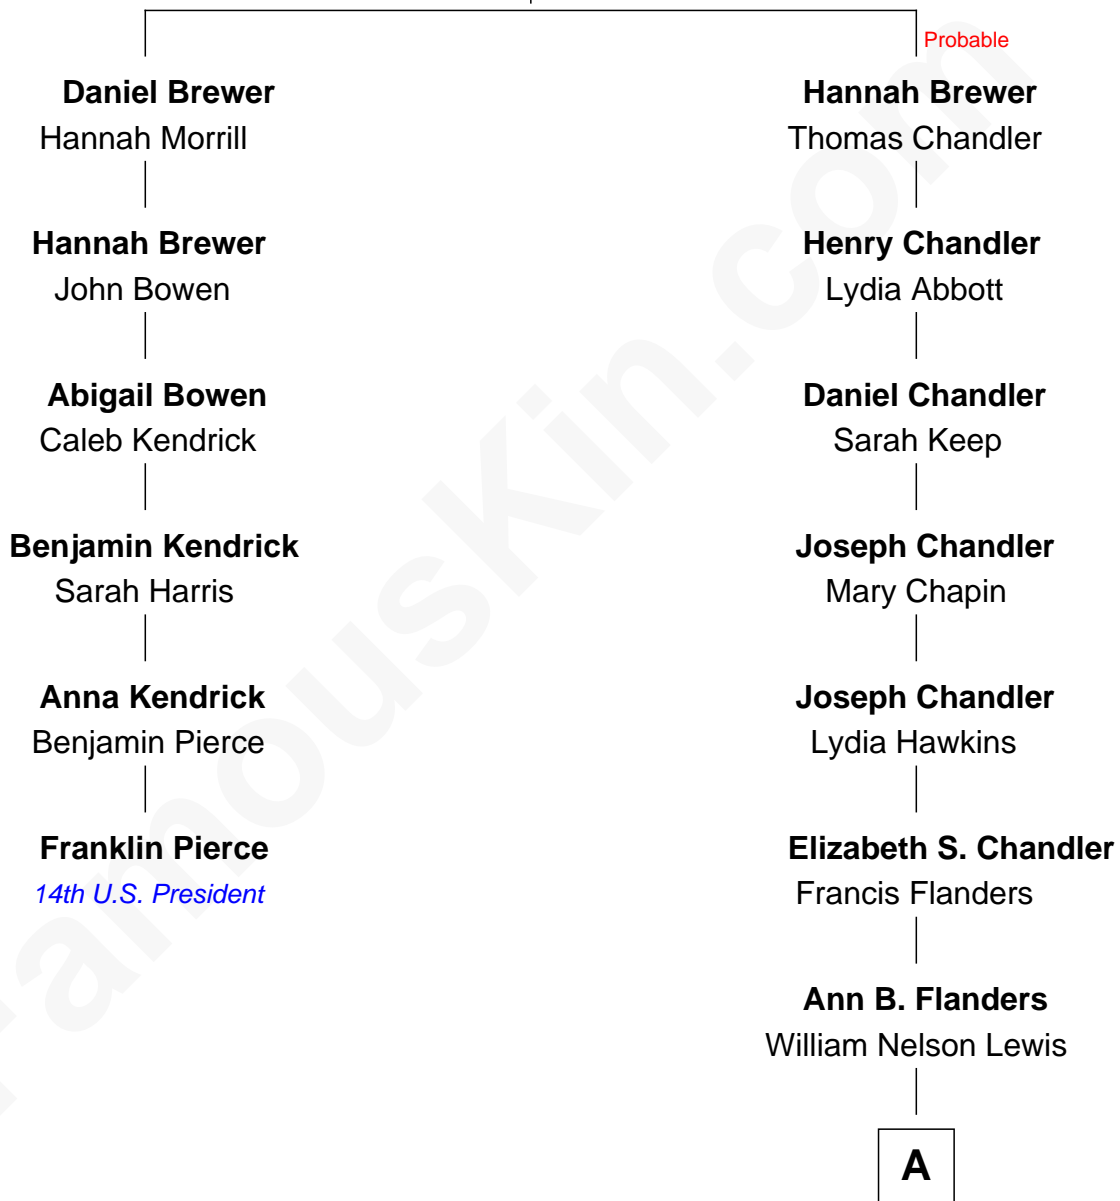 Probable
Daniel Brewer
Hannah Morrill
Hannah Brewer
John Bowen
Abigail Bowen
Caleb Kendrick
Benjamin Kendrick
Sarah Harris
Anna Kendrick
Benjamin Pierce
Franklin Pierce
14th U.S. President
Hannah Brewer
Thomas Chandler
Henry Chandler
Lydia Abbott
Daniel Chandler
Sarah Keep
Joseph Chandler
Mary Chapin
Joseph Chandler
Lydia Hawkins
Elizabeth S. Chandler
Francis Flanders
Ann B. Flanders
William Nelson Lewis
A
FamousKin.com